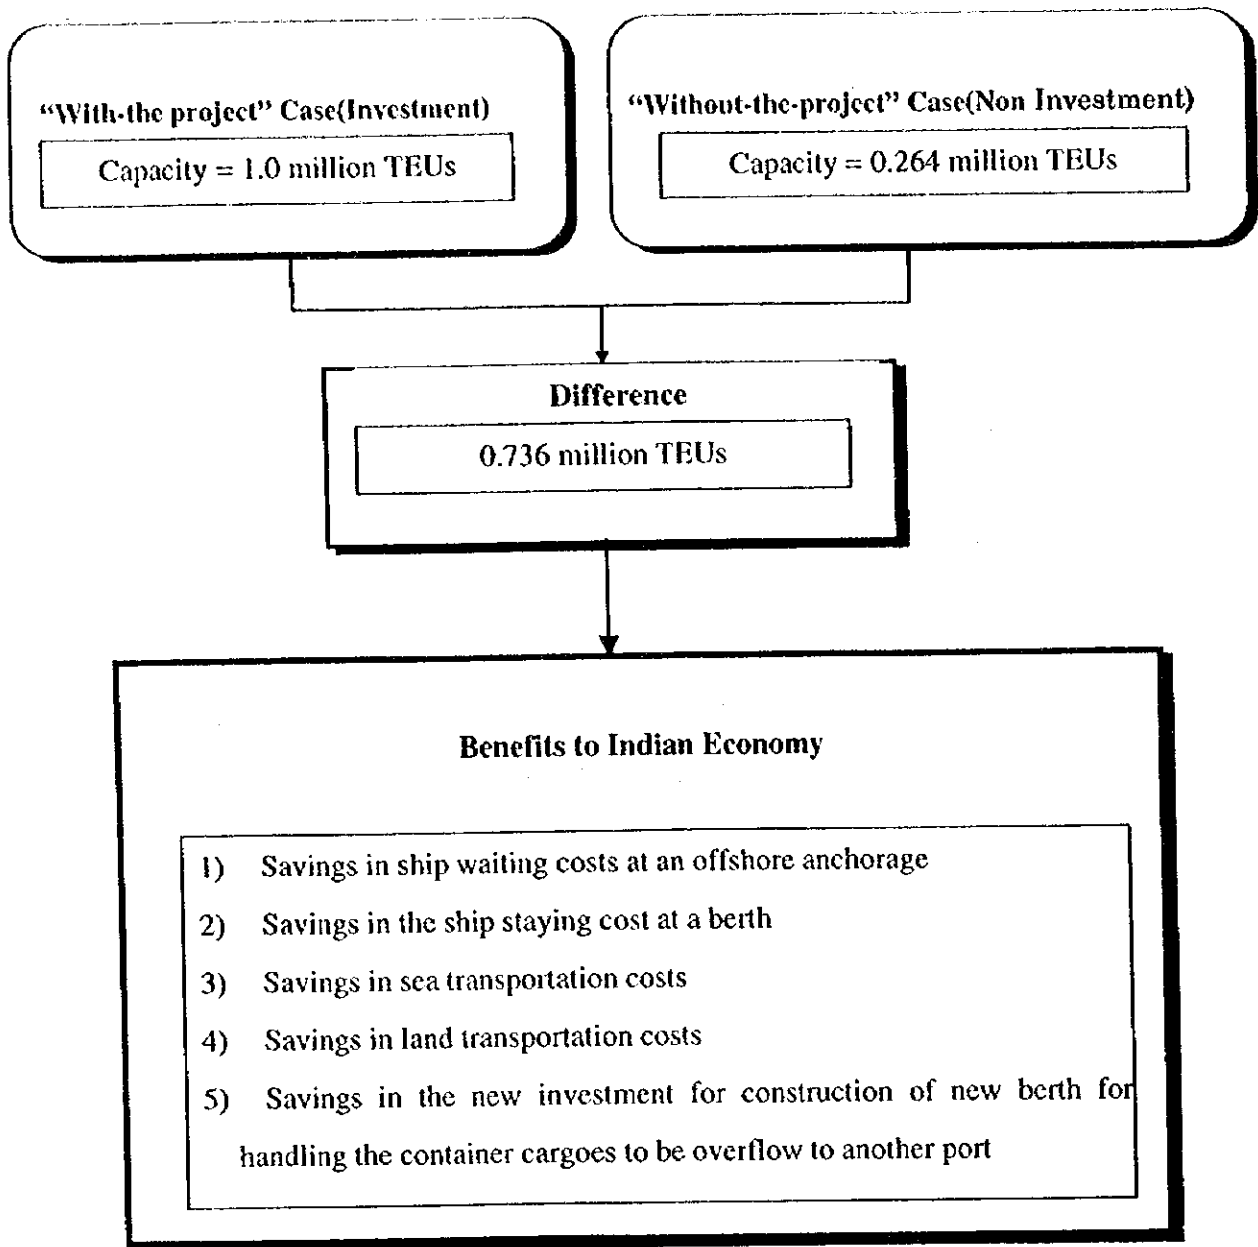 “With-the project” Case(Investment)
Capacity = 1.0 million TEUs
“Without-the-project” Case(Non Investment)
Capacity = 0.264 million TEUs
Difference
0.736 million TEUs
Benefits to Indian Economy
1) Savings in ship waiting costs at an offshore anchorage
2) Savings in the ship staying cost at a berth
3) Savings in sea transportation costs
4) Savings in land transportation costs
5) Savings in the new investment for construction of new berth for
handling the container cargoes to be overflow to another port